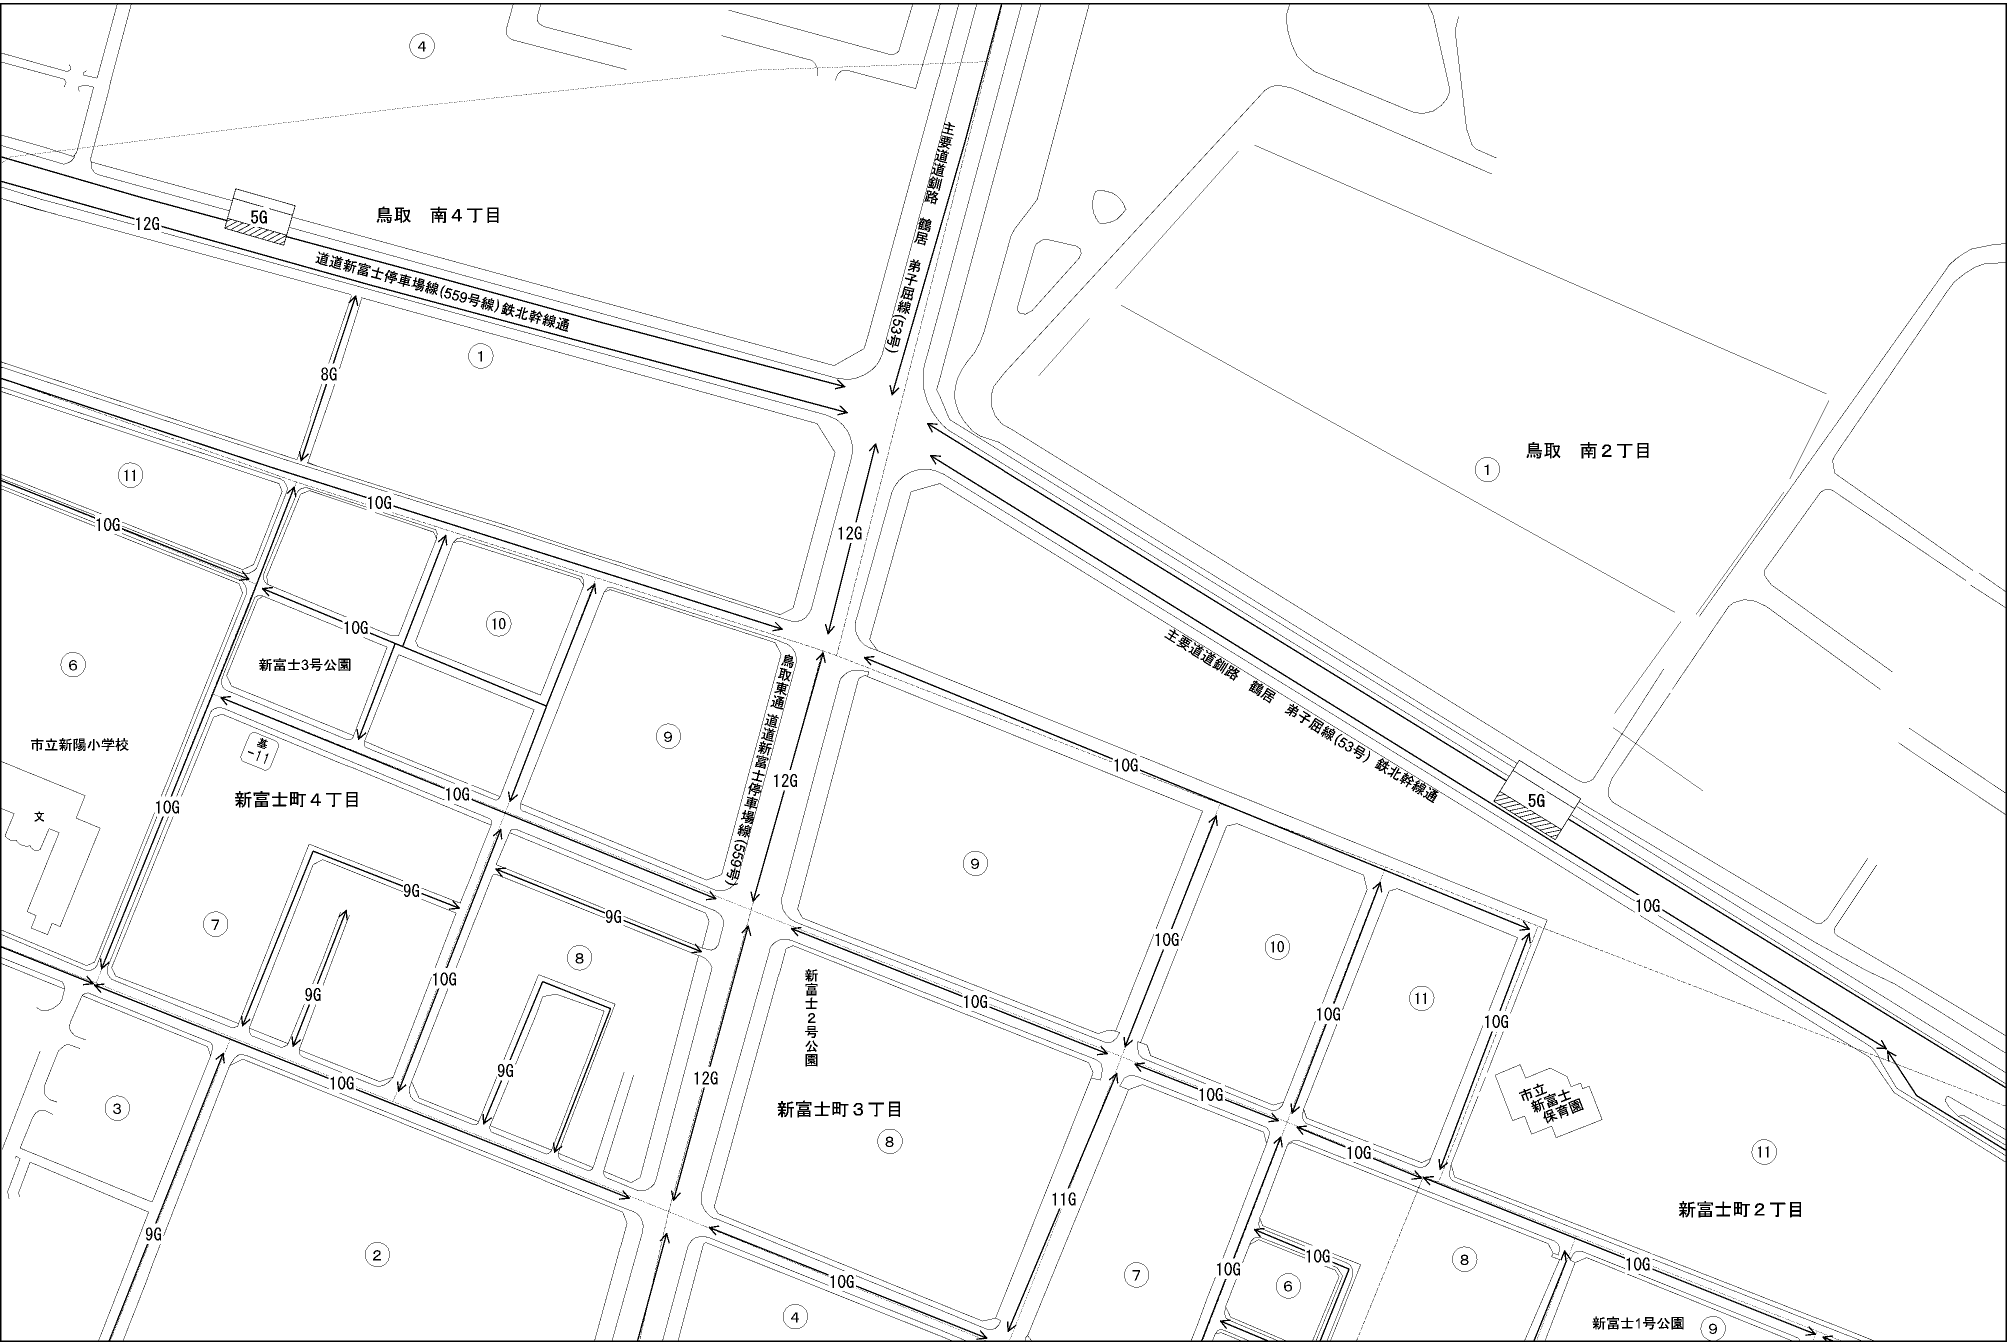 4
主要道道釧路　鶴居　弟子屈線(53号)
5G
鳥取　南４丁目
12G
道道新富士停車場線(559号線)鉄北幹線通
1
8G
鳥取　南２丁目
1
11
10G
10G
12G
10
10G
6
新富士3号公園
鳥取東通 道道新富士停車場線(559号)
主要道道釧路　鶴居　弟子屈線(53号) 鉄北幹線通
9
市立新陽小学校
基
-11
10G
12G
5G
10G
新富士町４丁目
10G
文
9
9G
10G
9G
7
10G
10
8
10G
新富士２号公園
9G
10G
11
10G
10G
9G
12G
10G
10G
市立
新富士
保育園
3
新富士町３丁目
8
10G
11
11G
新富士町２丁目
9G
2
10G
7
10G
10G
6
8
10G
4
新富士1号公園
9